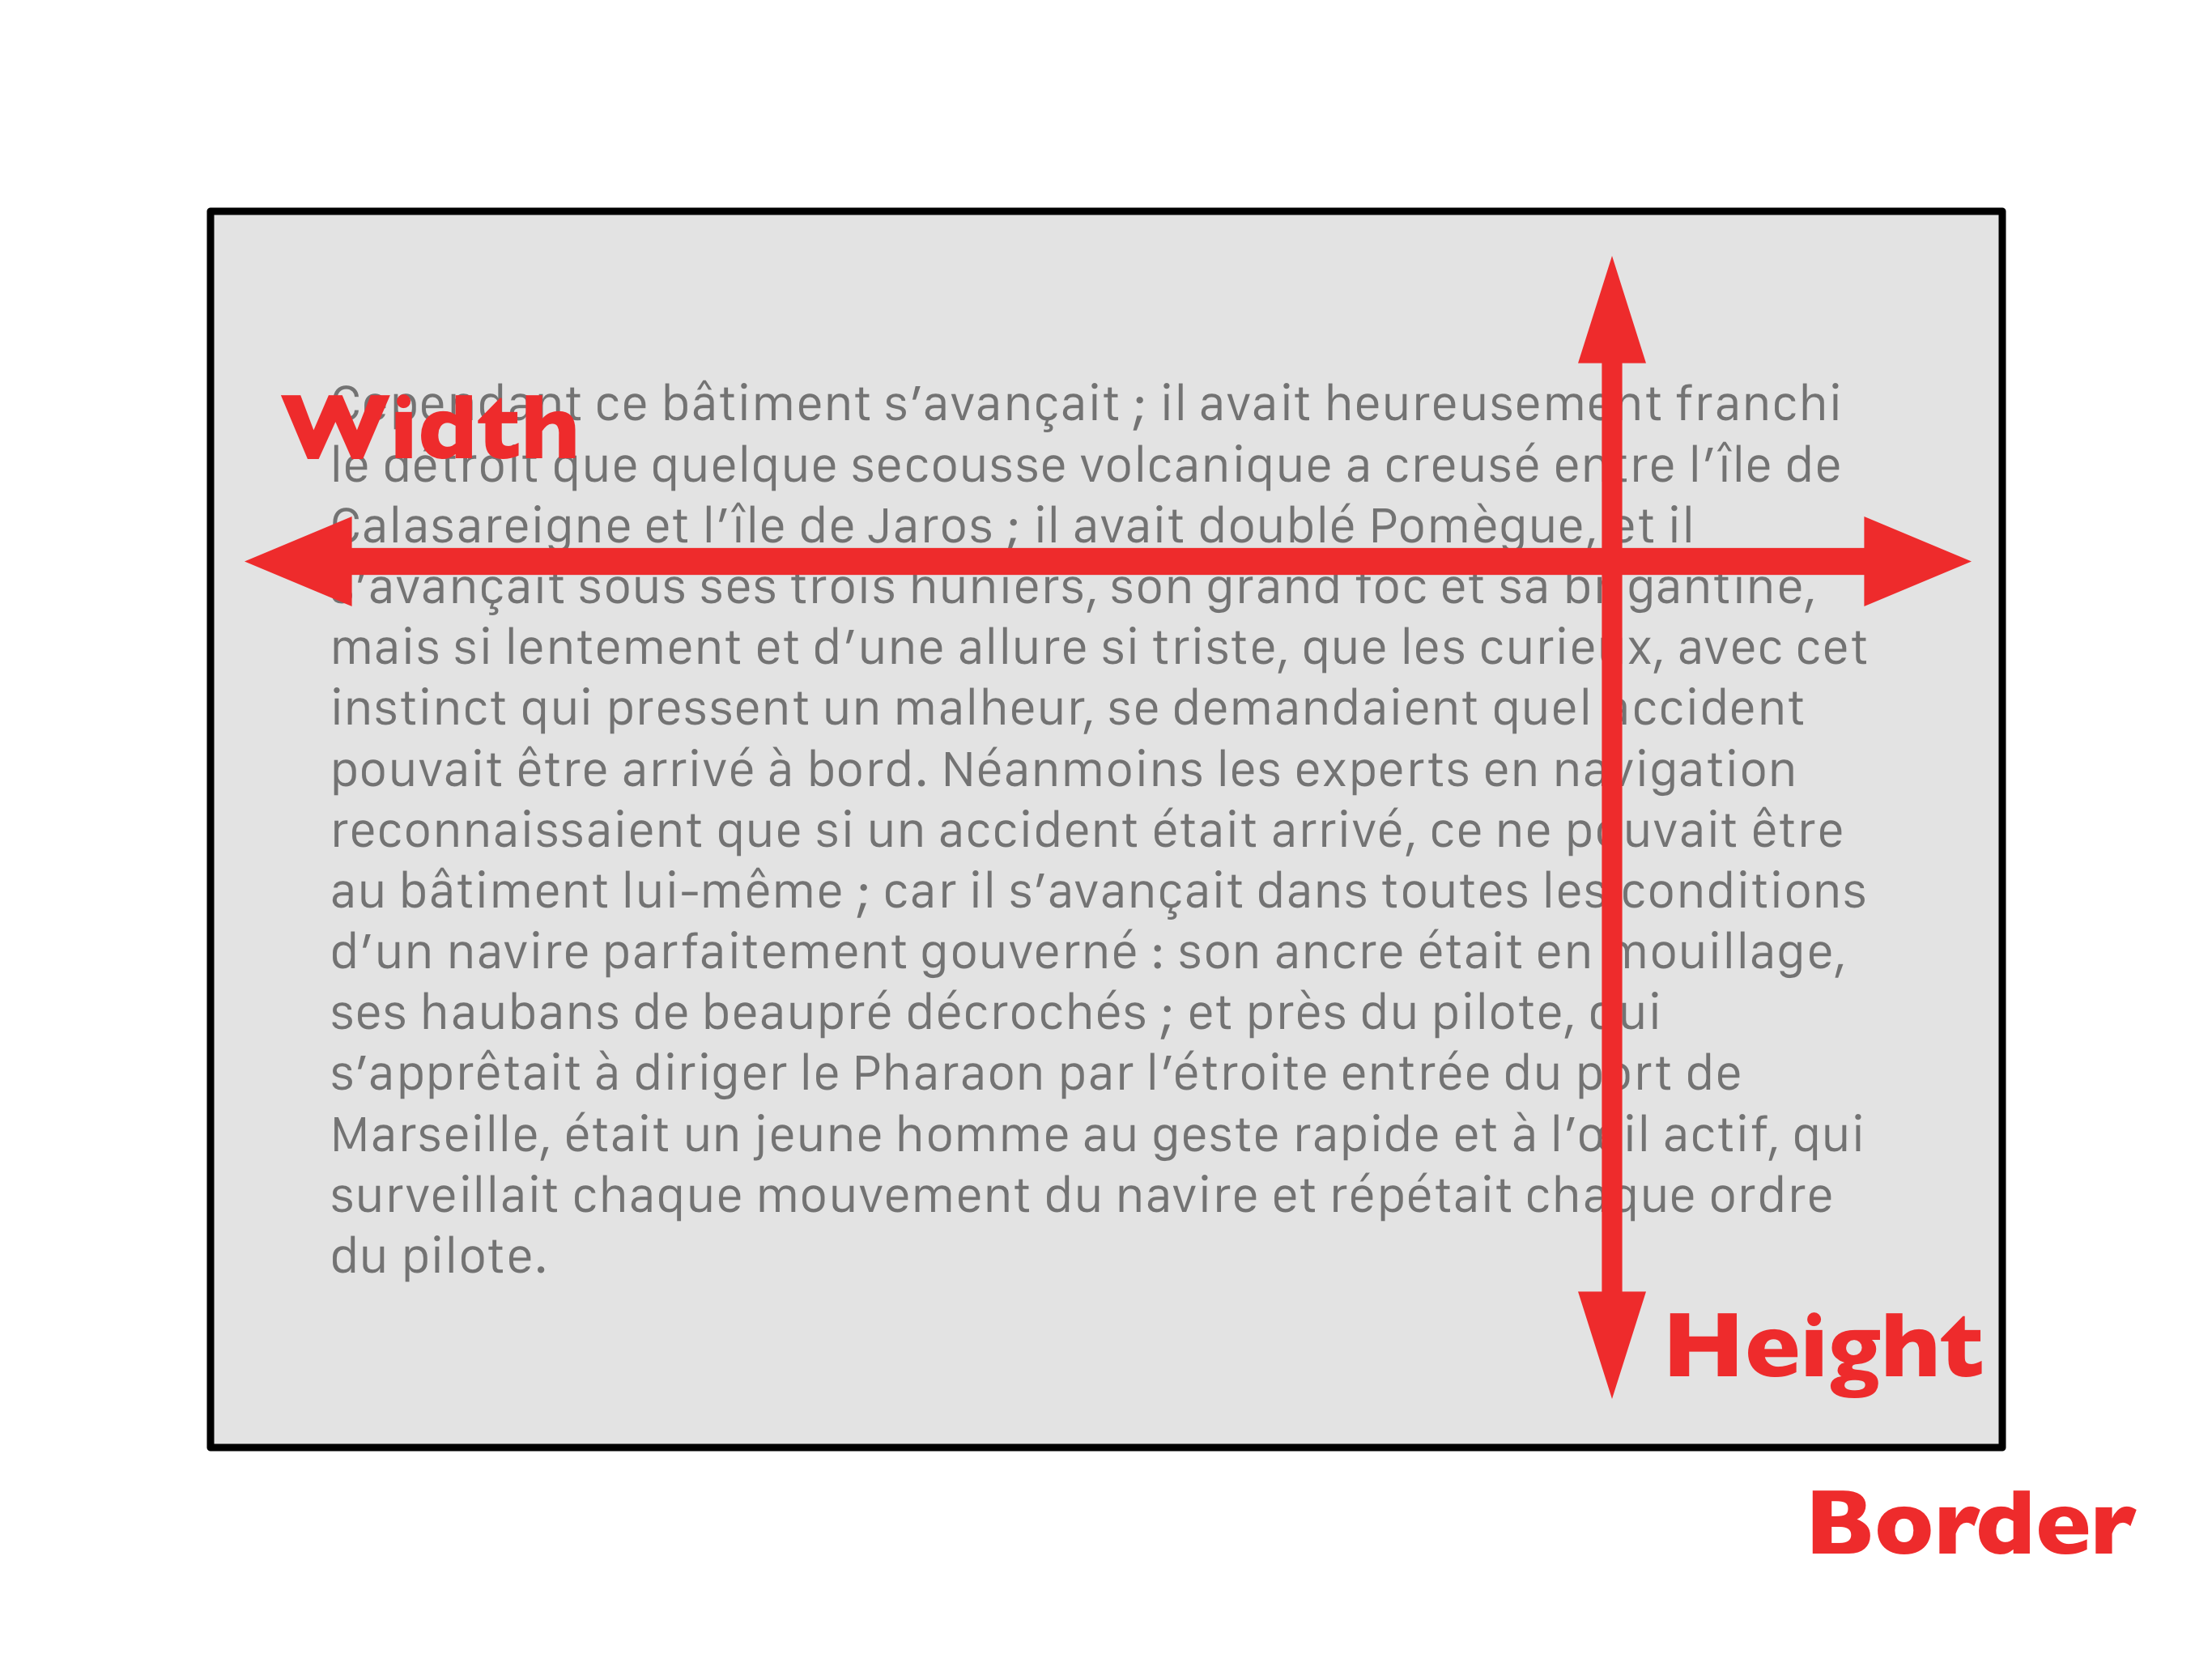 Cependant ce bâtiment s’avançait ; il avait heureusement franchi
Width
le détroit que quelque secousse volcanique a creusé entre l’île de
Calasareigne et l’île de Jaros ; il avait doublé Pomègue, et il
s’avançait sous ses trois huniers, son grand foc et sa brigantine,
mais si lentement et d’une allure si triste, que les curieux, avec cet
instinct qui pressent un malheur, se demandaient quel accident
pouvait être arrivé à bord. Néanmoins les experts en navigation
reconnaissaient que si un accident était arrivé, ce ne pouvait être
au bâtiment lui-même ; car il s’avançait dans toutes les conditions
d’un navire parfaitement gouverné : son ancre était en mouillage,
ses haubans de beaupré décrochés ; et près du pilote, qui
s’apprêtait à diriger le Pharaon par l’étroite entrée du port de
Marseille, était un jeune homme au geste rapide et à l’œil actif, qui
surveillait chaque mouvement du navire et répétait chaque ordre
du pilote.
Height
Border